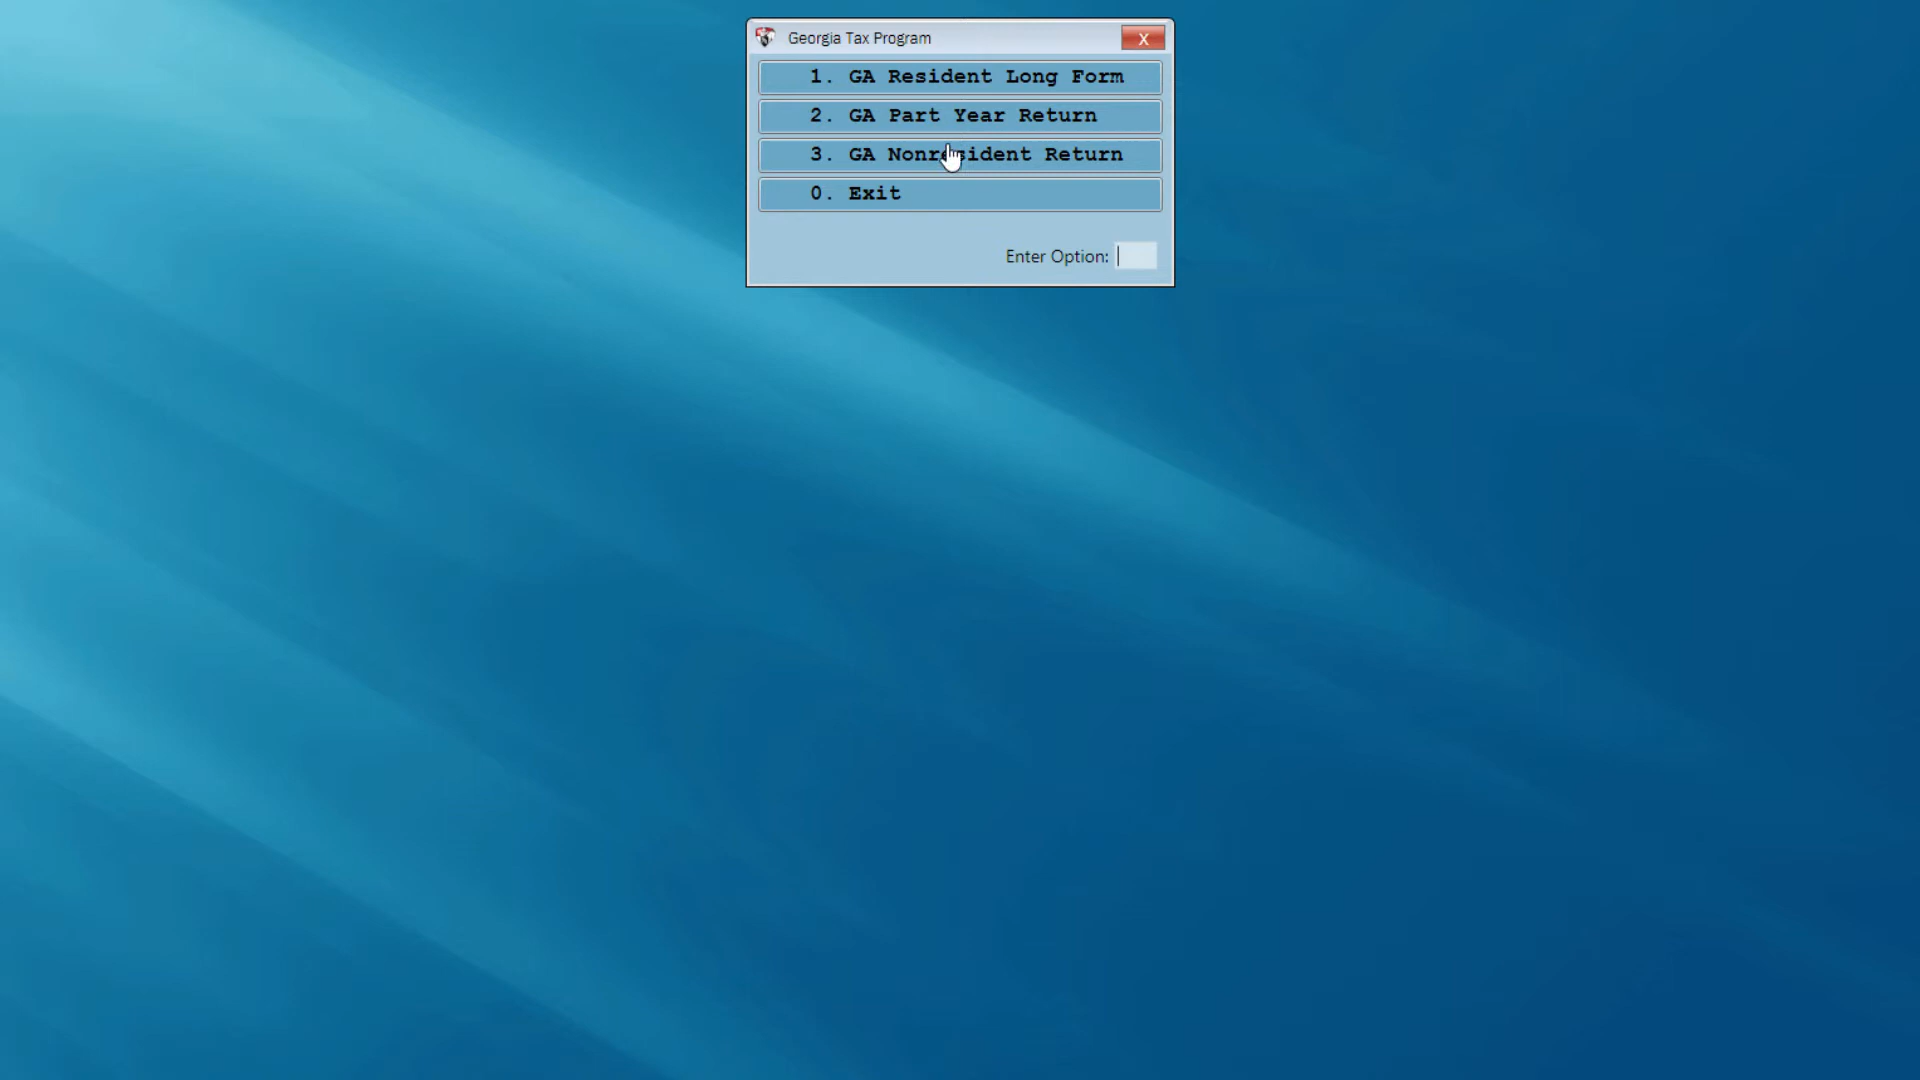 Georgia Tax Program
X
1. GA Resident Long Form
2. GA Part Year Return
3. GA Nonresident Return
0. Exit
Enter Option: